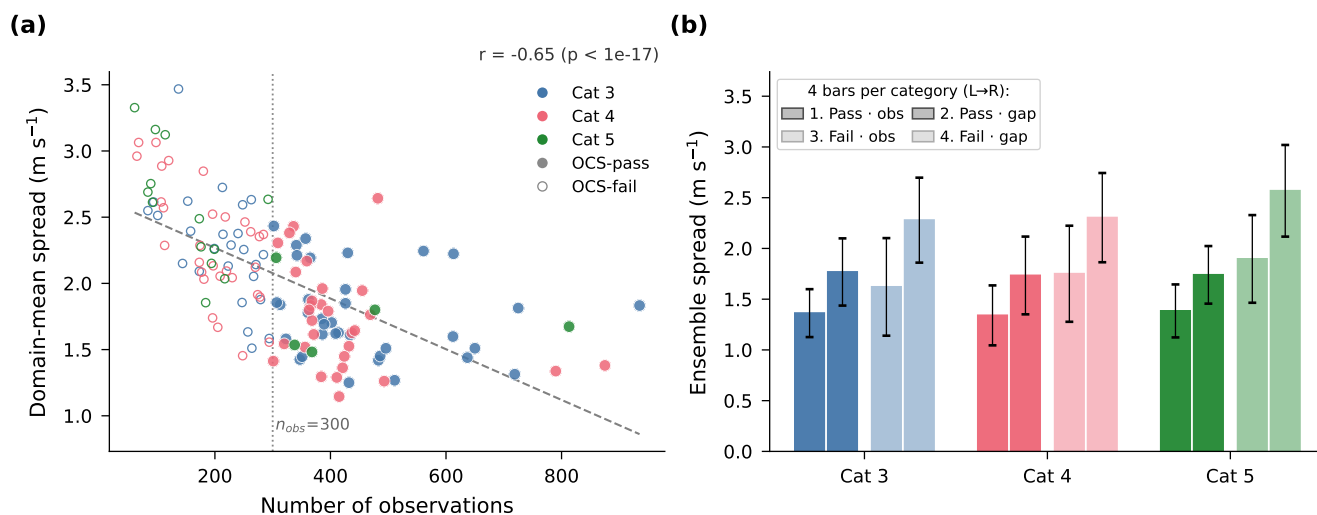 (a)
r = -0.65 (p < 1e-17)
Domain-mean spread (m s⁻¹)
3.5
3.0
2.5
2.0
1.5
1.0
Cat 3
Cat 4
Cat 5
OCS-pass
OCS-fail
n_obs=300
200 400 600 800
Number of observations
(b)
Ensemble spread (m s⁻¹)
3.5
3.0
2.5
2.0
1.5
1.0
0.5
0.0
4 bars per category (L→R):
1. Pass · obs 2. Pass · gap
3. Fail · obs 4. Fail · gap
Cat 3 Cat 4 Cat 5